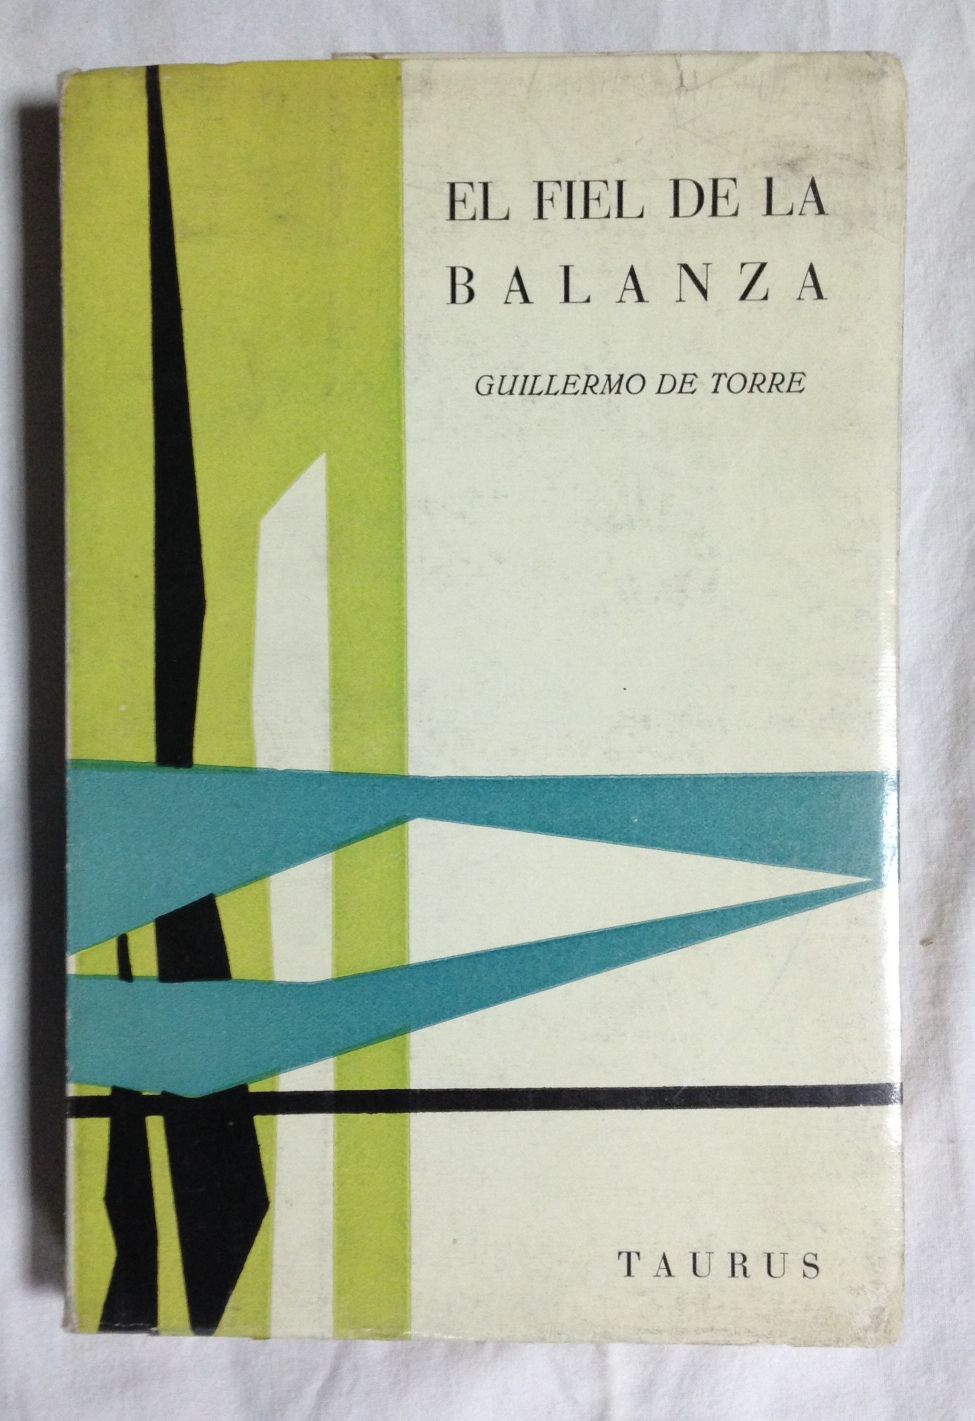 EL FIEL DE LA
BALANZA
GUILLERMO DE TORRE
TAURUS